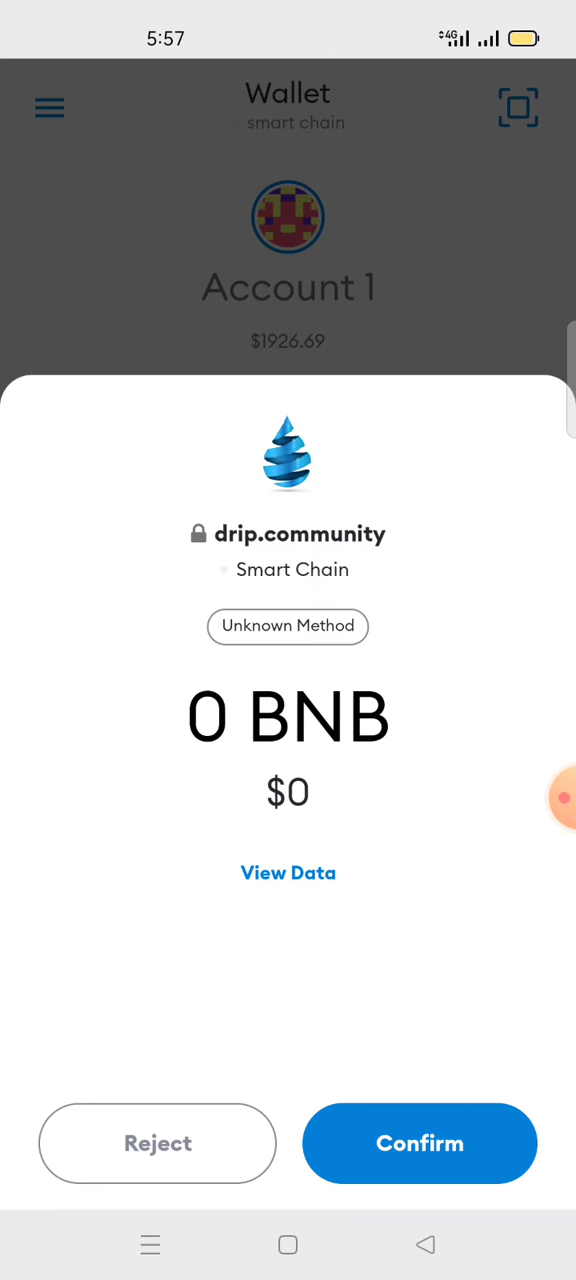 5:57
4G
Wallet
smart chain
Account 1
$1926.69
drip.community
Smart Chain
Unknown Method
0 BNB
$0
View Data
Reject
Confirm